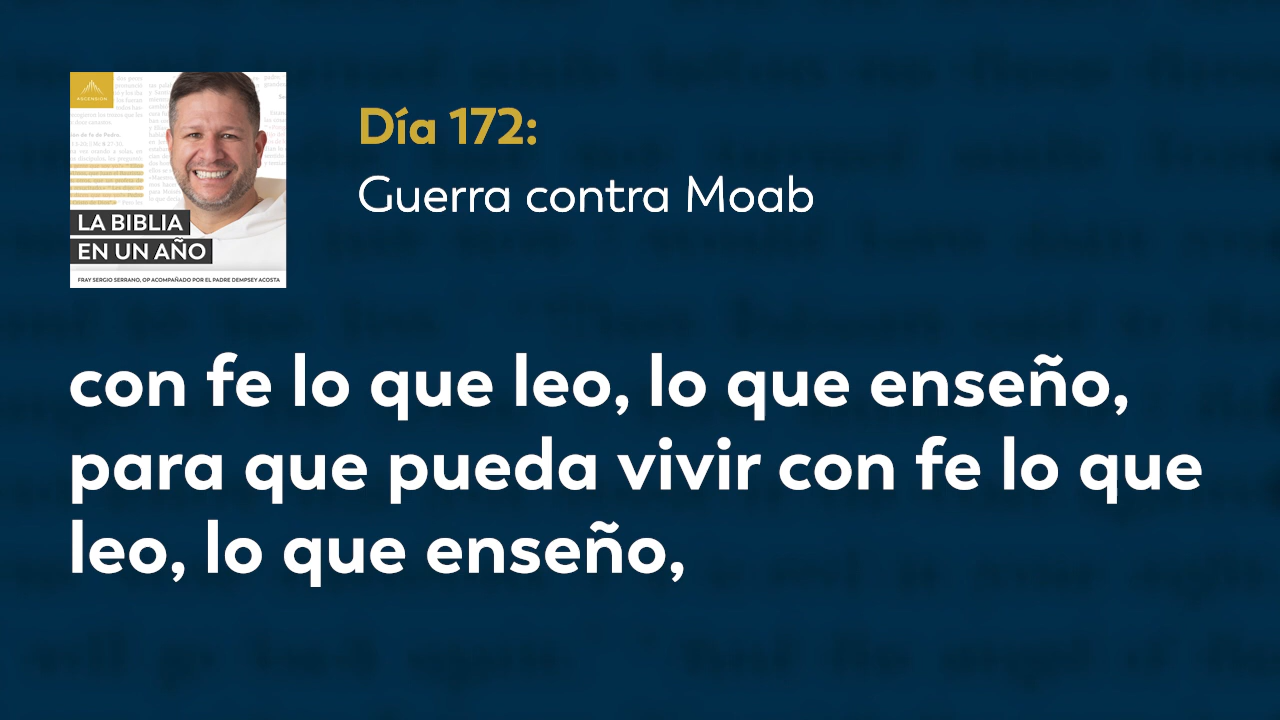 ASCENSION
LA BIBLIA
EN UN AÑO
FRAY SERGIO SERRANO, OP ACOMPAÑADO POR EL PADRE DEMPSEY ACOSTA
Día 172:
Guerra contra Moab
con fe lo que leo, lo que enseño,
para que pueda vivir con fe lo que
leo, lo que enseño,